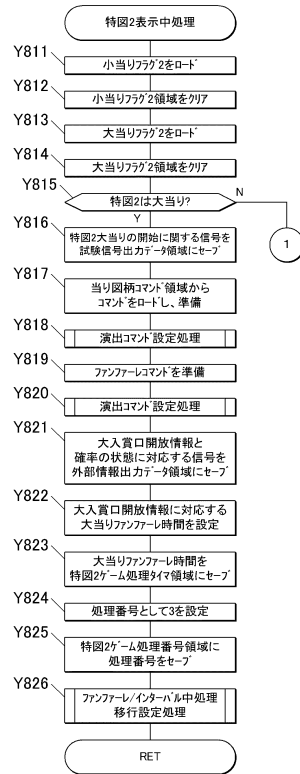 特図2表示中処理
Y811
小当りフラグ2をロード
Y812
小当りフラグ2領域をクリア
Y813
大当りフラグ2をロード
Y814
大当りフラグ2領域をクリア
Y815
特図2は大当り?
N
Y
1
Y816
特図2大当りの開始に関する信号を
試験信号出力データ領域にセーブ
Y817
当り図柄コマンド領域から
コマンドをロードし、準備
Y818
演出コマンド設定処理
Y819
ファンファーレコマンドを準備
Y820
演出コマンド設定処理
Y821
大入賞口開放情報と
確率の状態に対応する信号を
外部情報出力データ領域にセーブ
Y822
大入賞口開放情報に対応する
大当りファンファーレ時間を設定
Y823
大当りファンファーレ時間を
特図2ゲーム処理タイマ領域にセーブ
Y824
処理番号として3を設定
Y825
特図2ゲーム処理番号領域に
処理番号をセーブ
Y826
ファンファーレ/インターバル中処理
移行設定処理
RET